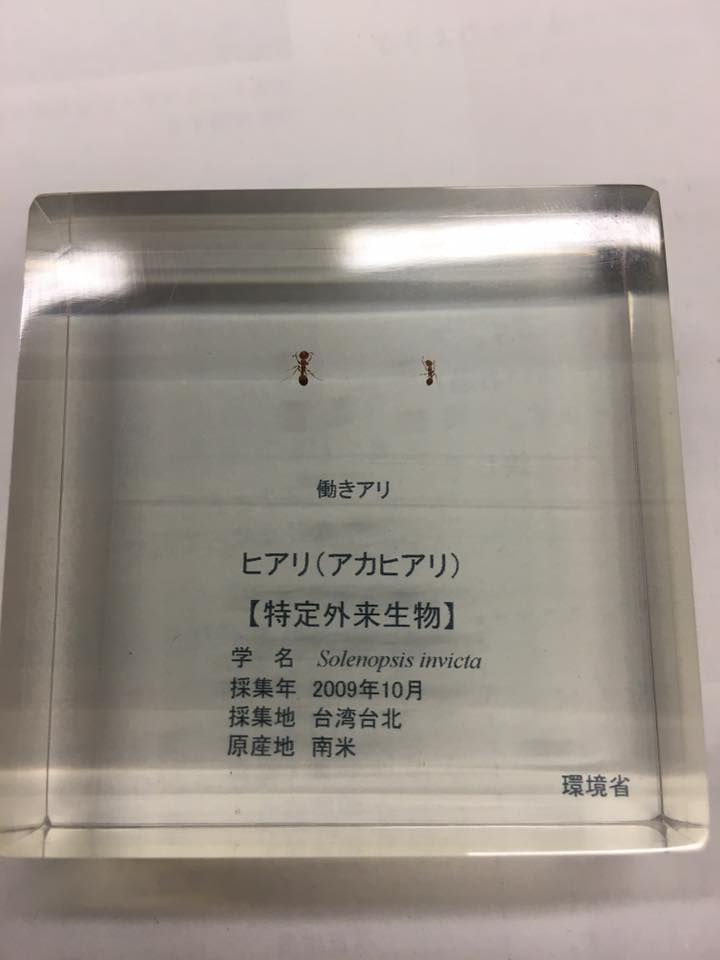 働きアリ
ヒアリ(アカヒアリ)
【特定外来生物】
学 名 Solenopsis invicta
採集年 2009年10月
採集地 台湾台北
原産地 南米
環境省